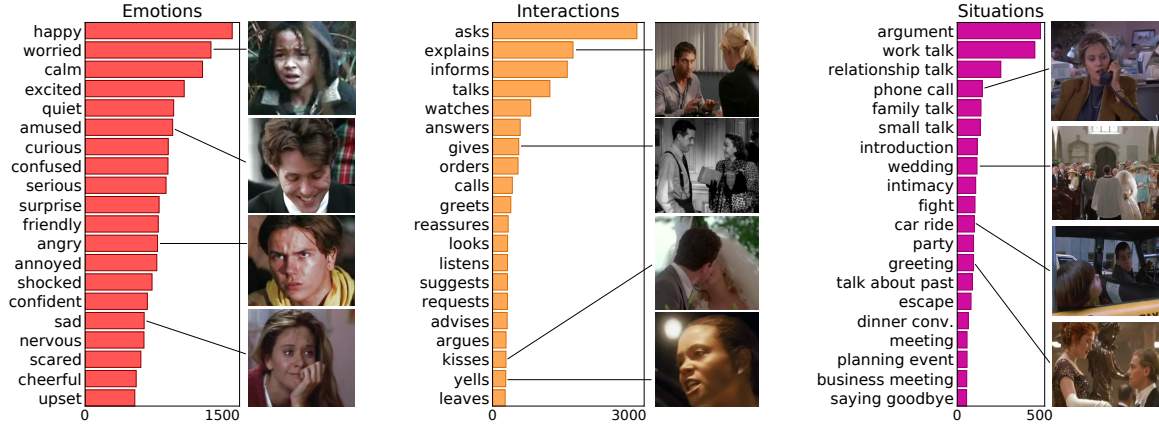 Emotions
happy
worried
calm
excited
quiet
amused
curious
confused
serious
surprise
friendly
angry
annoyed
shocked
confident
sad
nervous
scared
cheerful
upset
0 1500
Interactions
asks
explains
informs
talks
watches
answers
gives
orders
calls
greets
reassures
looks
listens
suggests
requests
advises
argues
kisses
yells
leaves
0 3000
Situations
argument
work talk
relationship talk
phone call
family talk
small talk
introduction
wedding
intimacy
fight
car ride
party
greeting
talk about past
escape
dinner conv.
meeting
planning event
business meeting
saying goodbye
0 500